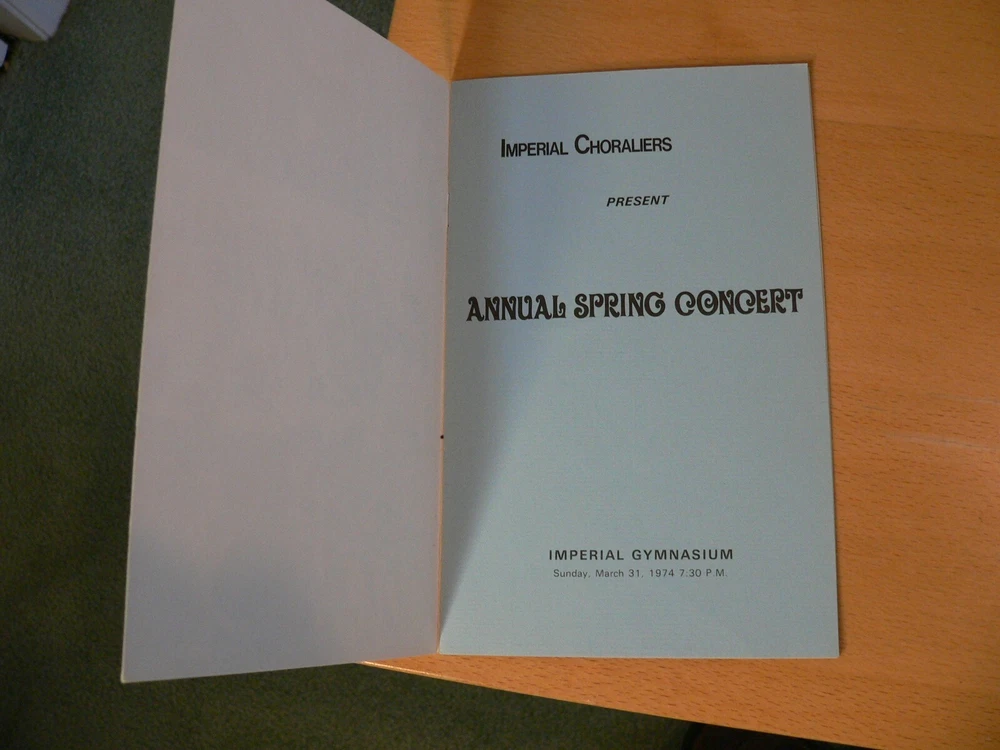 IMPERIAL CHORALIERS
PRESENT
ANNUAL SPRING CONCERT
IMPERIAL GYMNASIUM
Sunday, March 31, 1974 7:30 P.M.